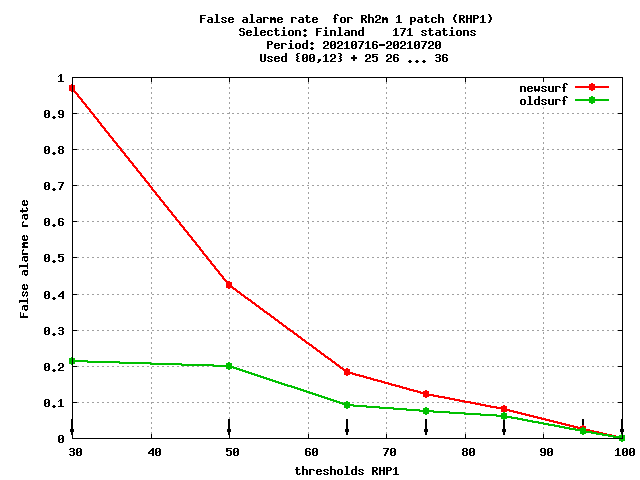 False alarme rate  for Rh2m 1 patch (RHP1)
Selection: Finland    171 stations
Period: 20210716-20210720
Used {00,12} + 25 26 ... 36
newsurf
oldsurf
1
0.9
0.8
0.7
0.6
0.5
0.4
0.3
0.2
0.1
0
False alarme rate
30 40 50 60 70 80 90 100
thresholds RHP1